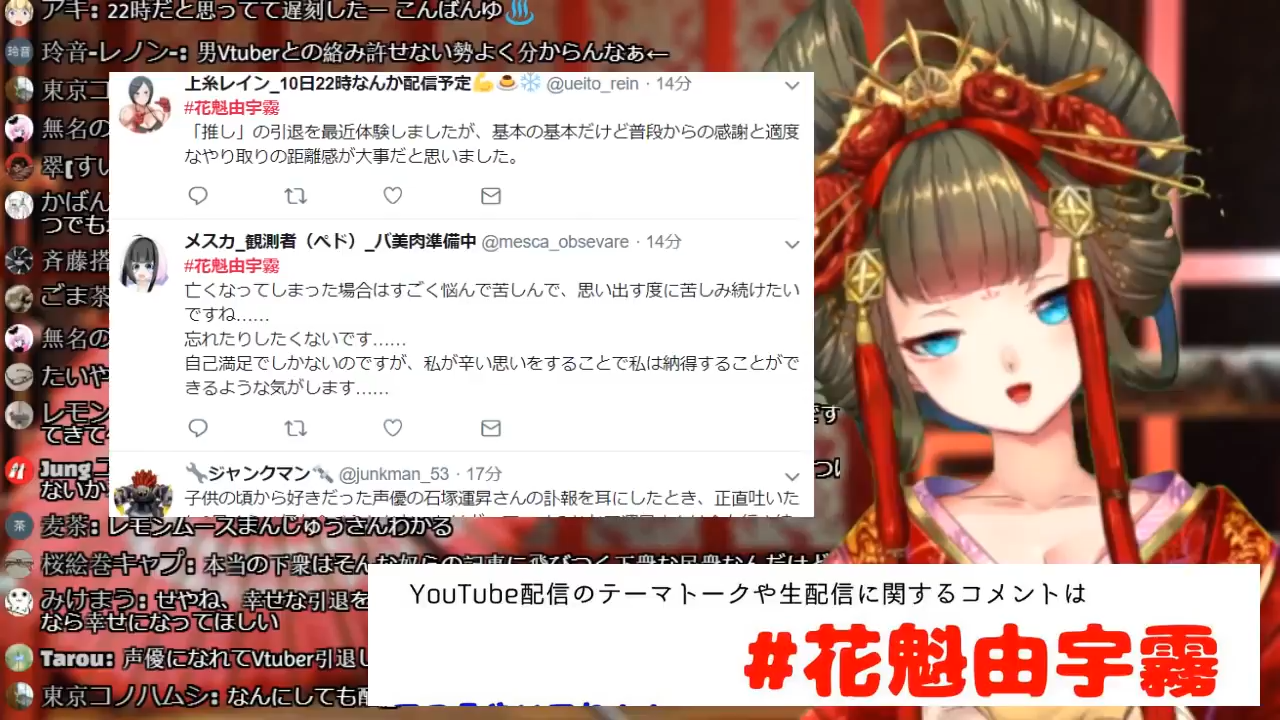 アキ: 22時だと思ってて遅刻したー こんばんゆ♨
玲音 玲音-レノン-: 男Vtuberとの絡み許せない勢よく分からんなぁ←
東京コ
無名の
翠[すい
かばん
つでも
斉藤搭
ごま茶
無名の
たいや
レモン
てきて
Jung
ないか
茶 麦茶: レモンムースまんじゅうさんわかる
桜絵巻キャプ: 本当の下衆はそんな奴らの記事に飛びつく下衆な民衆なんだけど
みけまう: せやね、幸せな引退を
なら幸せになってほしい
Tarou: 声優になれてVtuber引退し
東京コノハムシ: なんにしても
上糸レイン_10日22時なんか配信予定💪🍮❄ @ueito_rein · 14分
#花魁由宇霧
「推し」の引退を最近体験しましたが、基本の基本だけど普段からの感謝と適度
なやり取りの距離感が大事だと思いました。
メスカ_観測者（ペド）_バ美肉準備中 @mesca_obsevare · 14分
#花魁由宇霧
亡くなってしまった場合はすごく悩んで苦しんで、思い出す度に苦しみ続けたい
ですね……
忘れたりしたくないです……
自己満足でしかないのですが、私が辛い思いをすることで私は納得することがで
きるような気がします……
🔧ジャンクマン🔩 @junkman_53 · 17分
子供の頃から好きだった声優の石塚運昇さんの訃報を耳にしたとき、正直吐いた
YouTube配信のテーマトークや生配信に関するコメントは
#花魁由宇霧